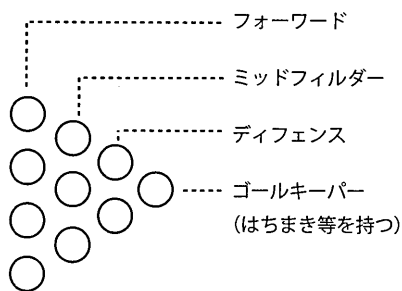 フォーワード
ミッドフィルダー
ディフェンス
ゴールキーパー
(はちまき等を持つ)